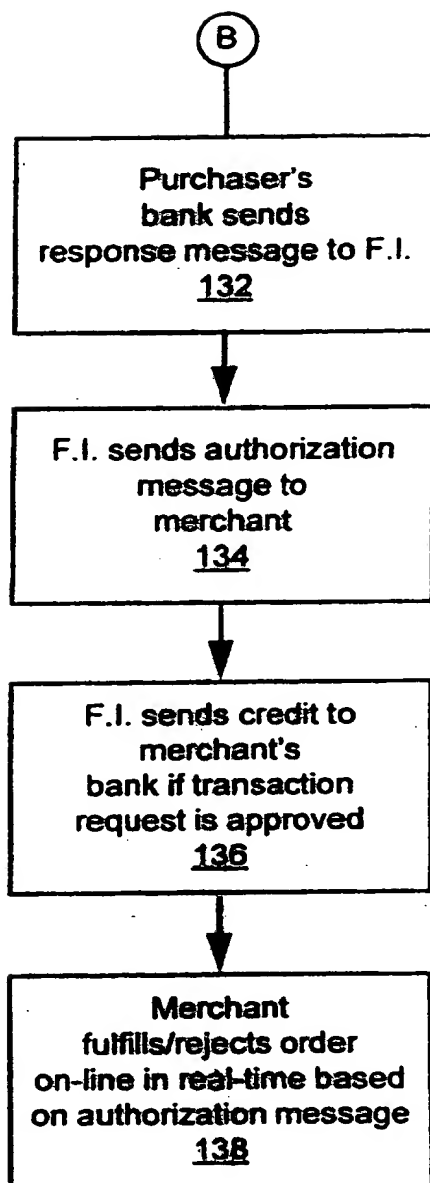 B
Purchaser's
bank sends
response message to F.I.
132
F.I. sends authorization
message to
merchant
134
F.I. sends credit to
merchant's
bank if transaction
request is approved
136
Merchant
fulfills/rejects order
on-line in real-time based
on authorization message
138